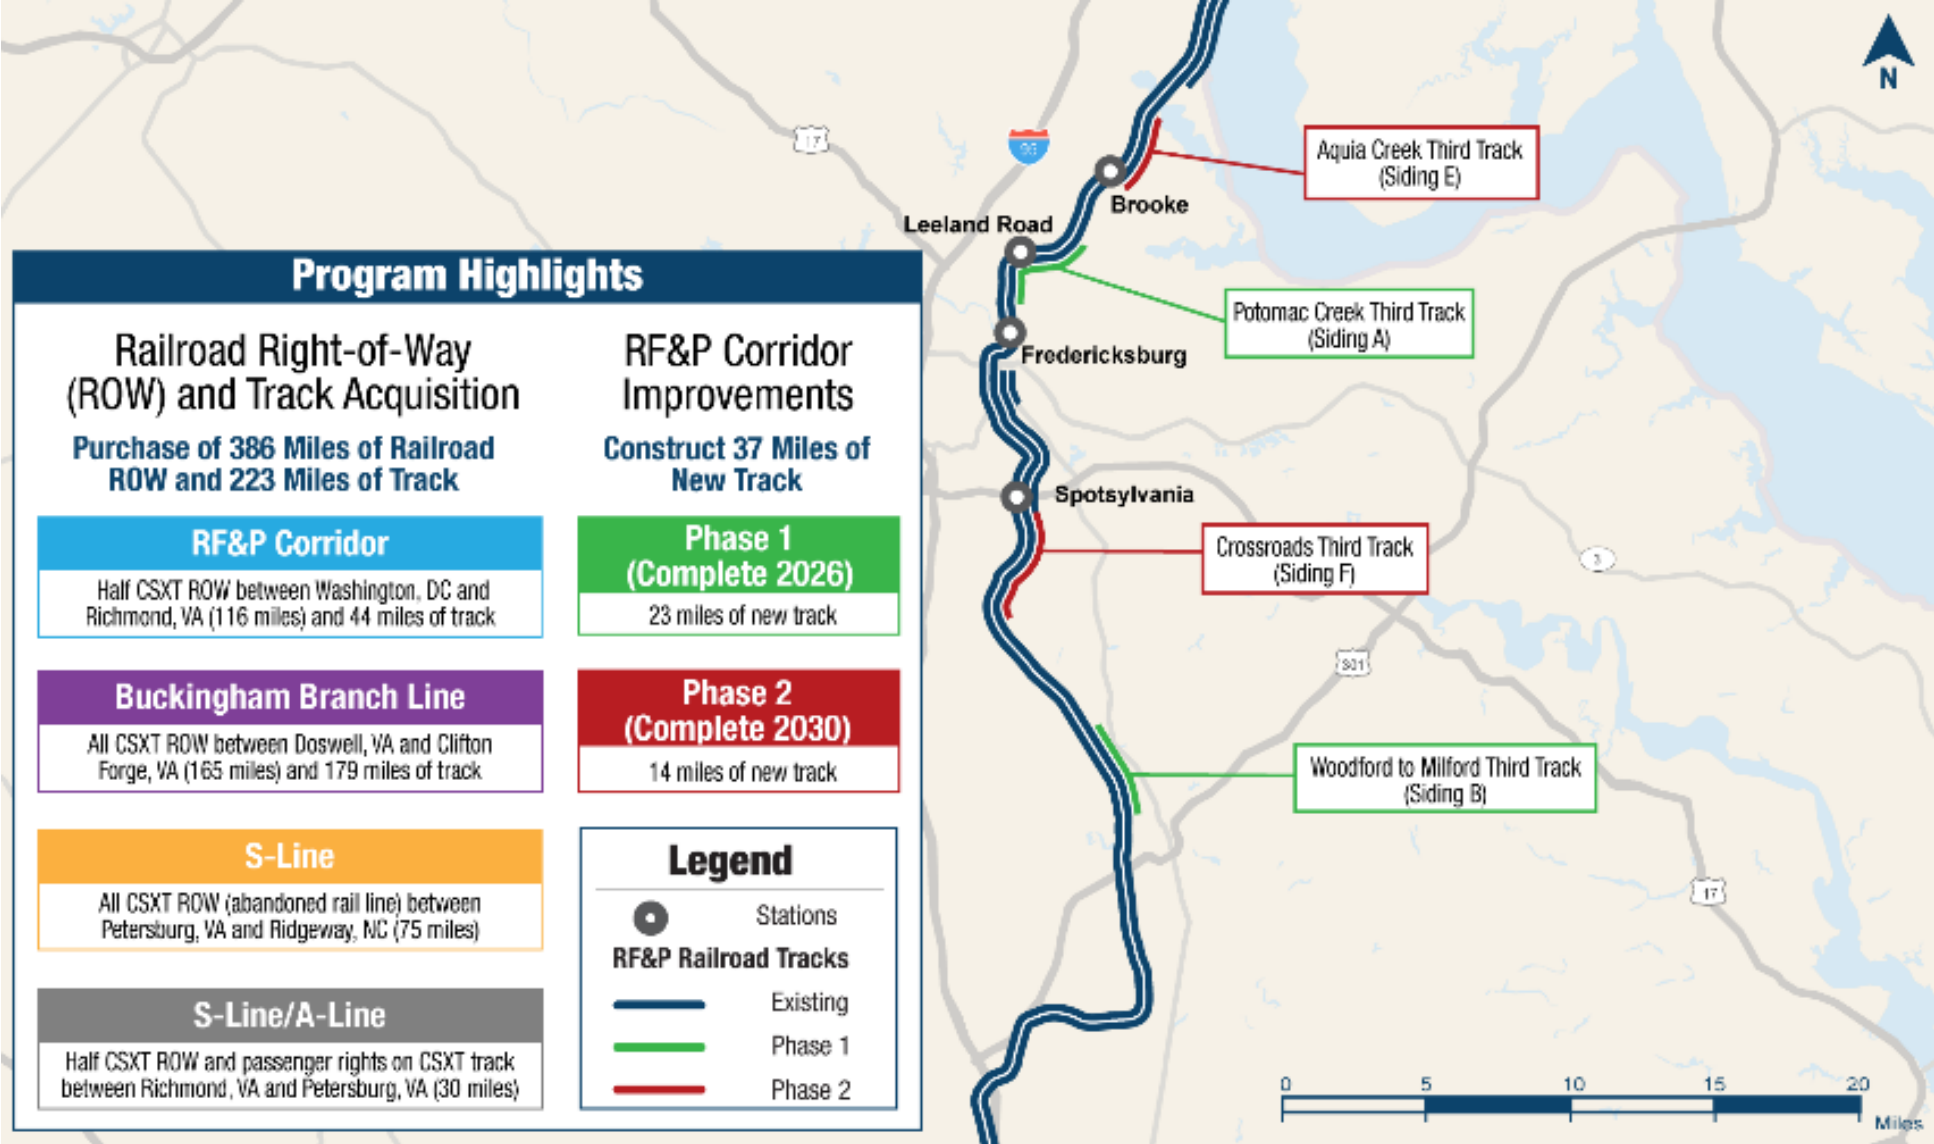 Program Highlights
Railroad Right-of-Way
(ROW) and Track Acquisition
Purchase of 386 Miles of Railroad
ROW and 223 Miles of Track
RF&P Corridor
Half CSXT ROW between Washington, DC and
Richmond, VA (116 miles) and 44 miles of track
Buckingham Branch Line
All CSXT ROW between Doswell, VA and Clifton
Forge, VA (165 miles) and 179 miles of track
S-Line
All CSXT ROW (abandoned rail line) between
Petersburg, VA and Ridgeway, NC (75 miles)
S-Line/A-Line
Half CSXT ROW and passenger rights on CSXT track
between Richmond, VA and Petersburg, VA (30 miles)
RF&P Corridor
Improvements
Construct 37 Miles of
New Track
Phase 1
(Complete 2026)
23 miles of new track
Phase 2
(Complete 2030)
14 miles of new track
Legend
Stations
RF&P Railroad Tracks
Existing
Phase 1
Phase 2
N
17
95
Aquia Creek Third Track
(Siding E)
Brooke
Leeland Road
Potomac Creek Third Track
(Siding A)
Fredericksburg
Spotsylvania
Crossroads Third Track
(Siding F)
3
301
Woodford to Milford Third Track
(Siding B)
17
0 5 10 15 20
Miles